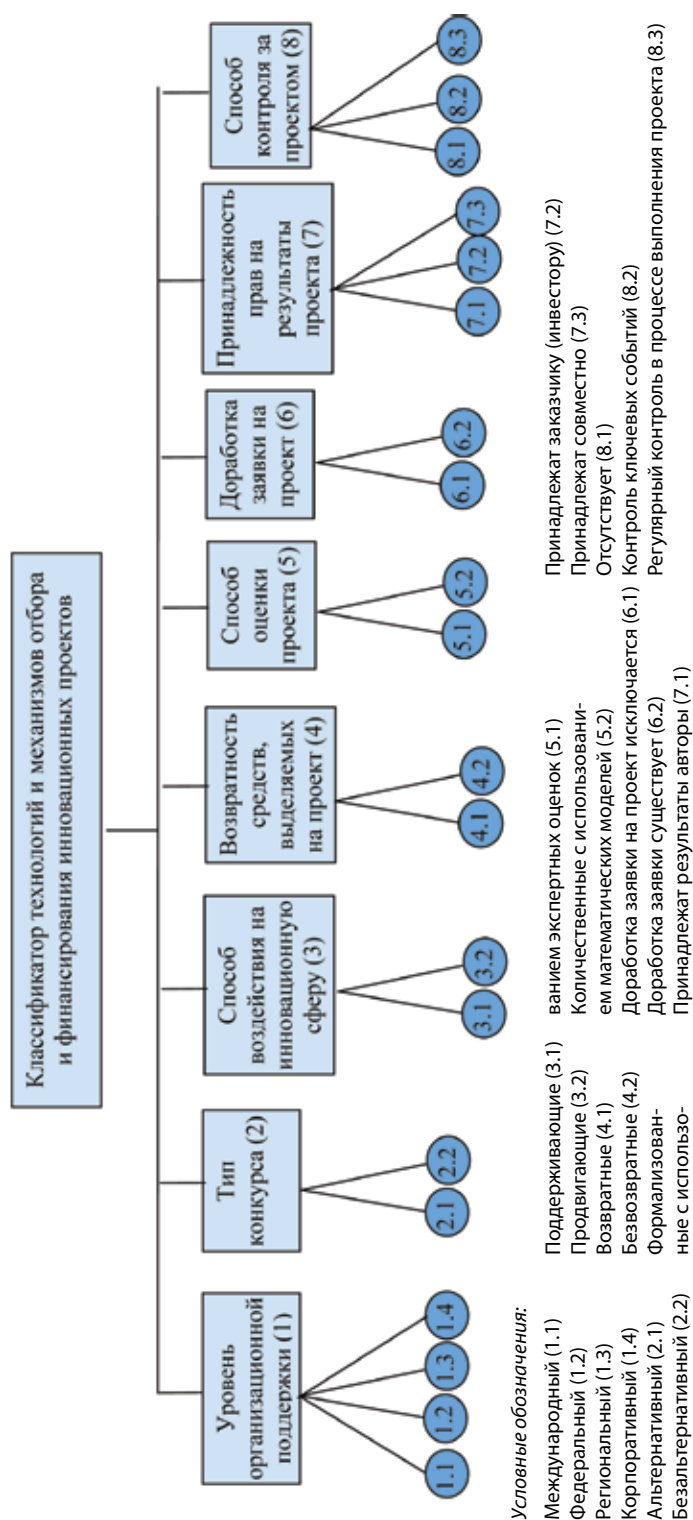 Классификатор технологий и механизмов отбора
и финансирования инновационных проектов
Уровень
организационной
поддержки (1)
Тип
конкурса (2)
Способ
воздействия на
инновационную
сферу (3)
Возвратность
средств,
выделяемых
на проект (4)
Способ
оценки
проекта (5)
Доработка
заявки на
проект (6)
Принадлежность
прав на
результаты
проекта (7)
Способ
контроля за
проектом (8)
1.1
1.2
1.3
1.4
2.1
2.2
3.1
3.2
4.1
4.2
5.1
5.2
6.1
6.2
7.1
7.2
7.3
8.1
8.2
8.3
Условные обозначения:
Международный (1.1)
Федеральный (1.2)
Региональный (1.3)
Корпоративный (1.4)
Альтернативный (2.1)
Безальтернативный (2.2)
Поддерживающие (3.1)
Продвигающие (3.2)
Возвратные (4.1)
Безвозвратные (4.2)
Формализован-
ные с использо-
ванием экспертных оценок (5.1)
Количественные с использовани-
ем математических моделей (5.2)
Доработка заявки на проект исключается (6.1)
Доработка заявки существует (6.2)
Принадлежат результаты авторы (7.1)
Принадлежат заказчику (инвестору) (7.2)
Принадлежат совместно (7.3)
Отсутствует (8.1)
Контроль ключевых событий (8.2)
Регулярный контроль в процессе выполнения проекта (8.3)